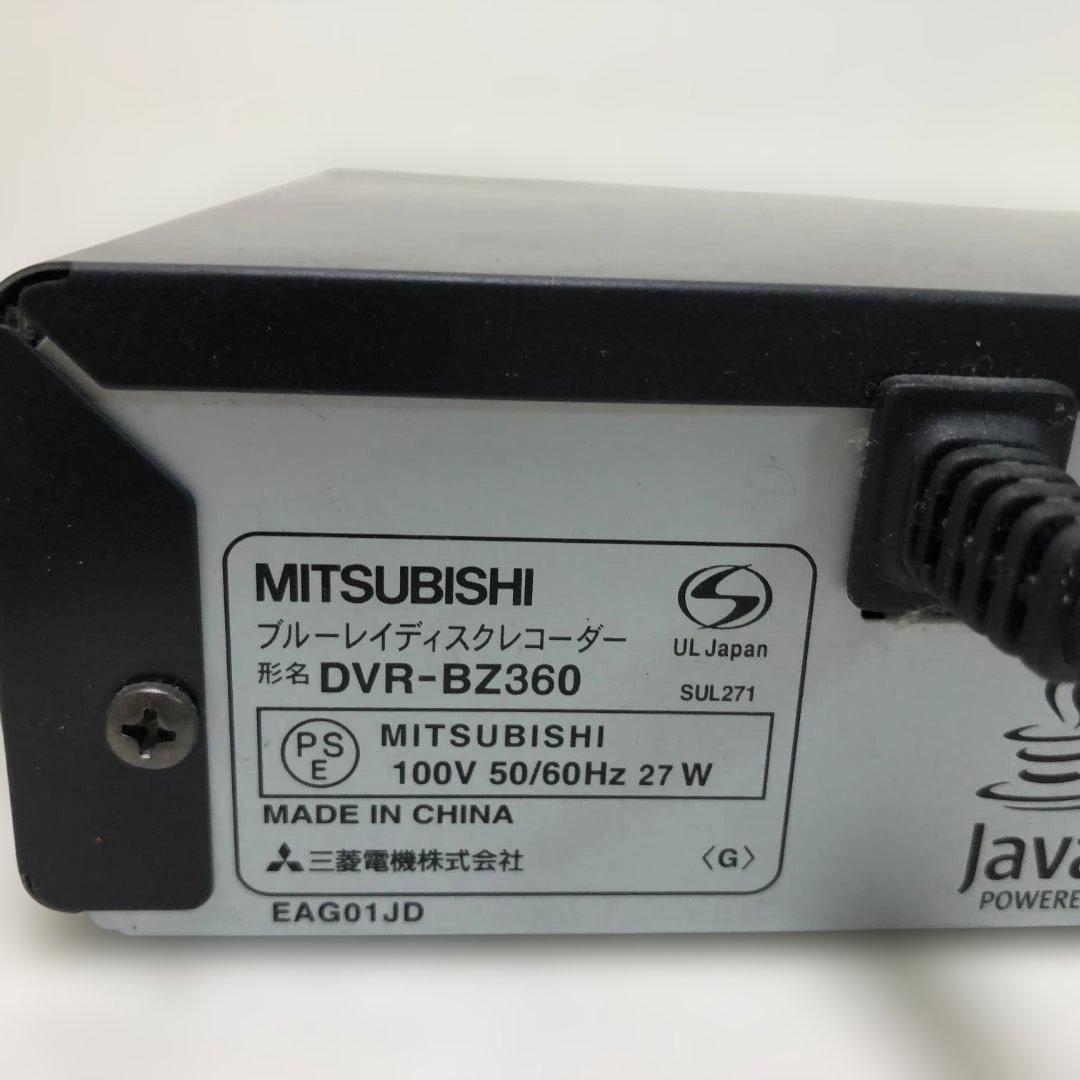 MITSUBISHI
ブルーレイディスクレコーダー
形名 DVR-BZ360
UL Japan
SUL271
PS
E
MITSUBISHI
100V 50/60Hz 27 W
MADE IN CHINA
三菱電機株式会社
〈G〉
EAG01JD
Java
POWERE